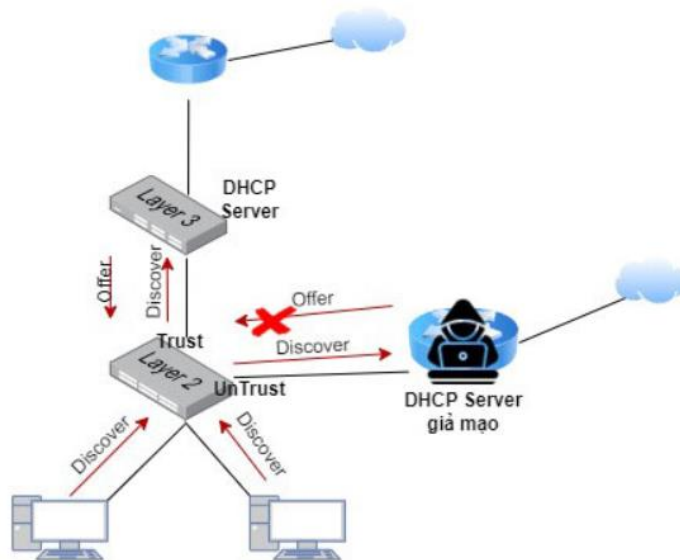 DHCP
Server
Layer 3
Offer
Discover
Offer
Trust
Discover
Layer 2
UnTrust
DHCP Server
giả mạo
Discover
Discover